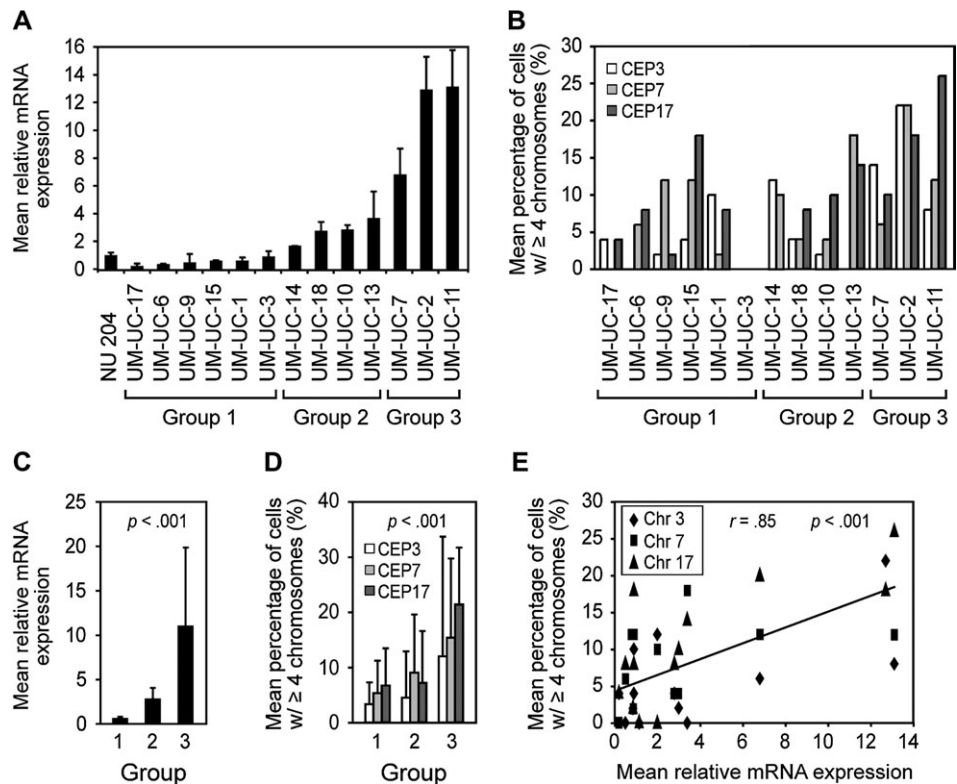 A
Mean relative mRNA
expression
16
14
12
10
8
6
4
2
0
NU 204
UM-UC-17
UM-UC-6
UM-UC-9
UM-UC-15
UM-UC-1
UM-UC-3
UM-UC-14
UM-UC-18
UM-UC-10
UM-UC-13
UM-UC-7
UM-UC-2
UM-UC-11
Group 1
Group 2
Group 3
B
Mean percentage of cells
w/ ≥ 4 chromosomes (%)
30
25
20
15
10
5
0
CEP3
CEP7
CEP17
UM-UC-17
UM-UC-6
UM-UC-9
UM-UC-15
UM-UC-1
UM-UC-3
UM-UC-14
UM-UC-18
UM-UC-10
UM-UC-13
UM-UC-7
UM-UC-2
UM-UC-11
Group 1
Group 2
Group 3
C
Mean relative mRNA
expression
25
20
15
10
5
0
p < .001
1 2 3
Group
D
Mean percentage of cells
w/ ≥ 4 chromosomes (%)
40
30
20
10
0
p < .001
CEP3
CEP7
CEP17
1 2 3
Group
E
Mean percentage of cells
w/ ≥ 4 chromosomes (%)
30
25
20
15
10
5
0
Chr 3
Chr 7
Chr 17
r = .85 p < .001
0 2 4 6 8 10 12 14
Mean relative mRNA expression